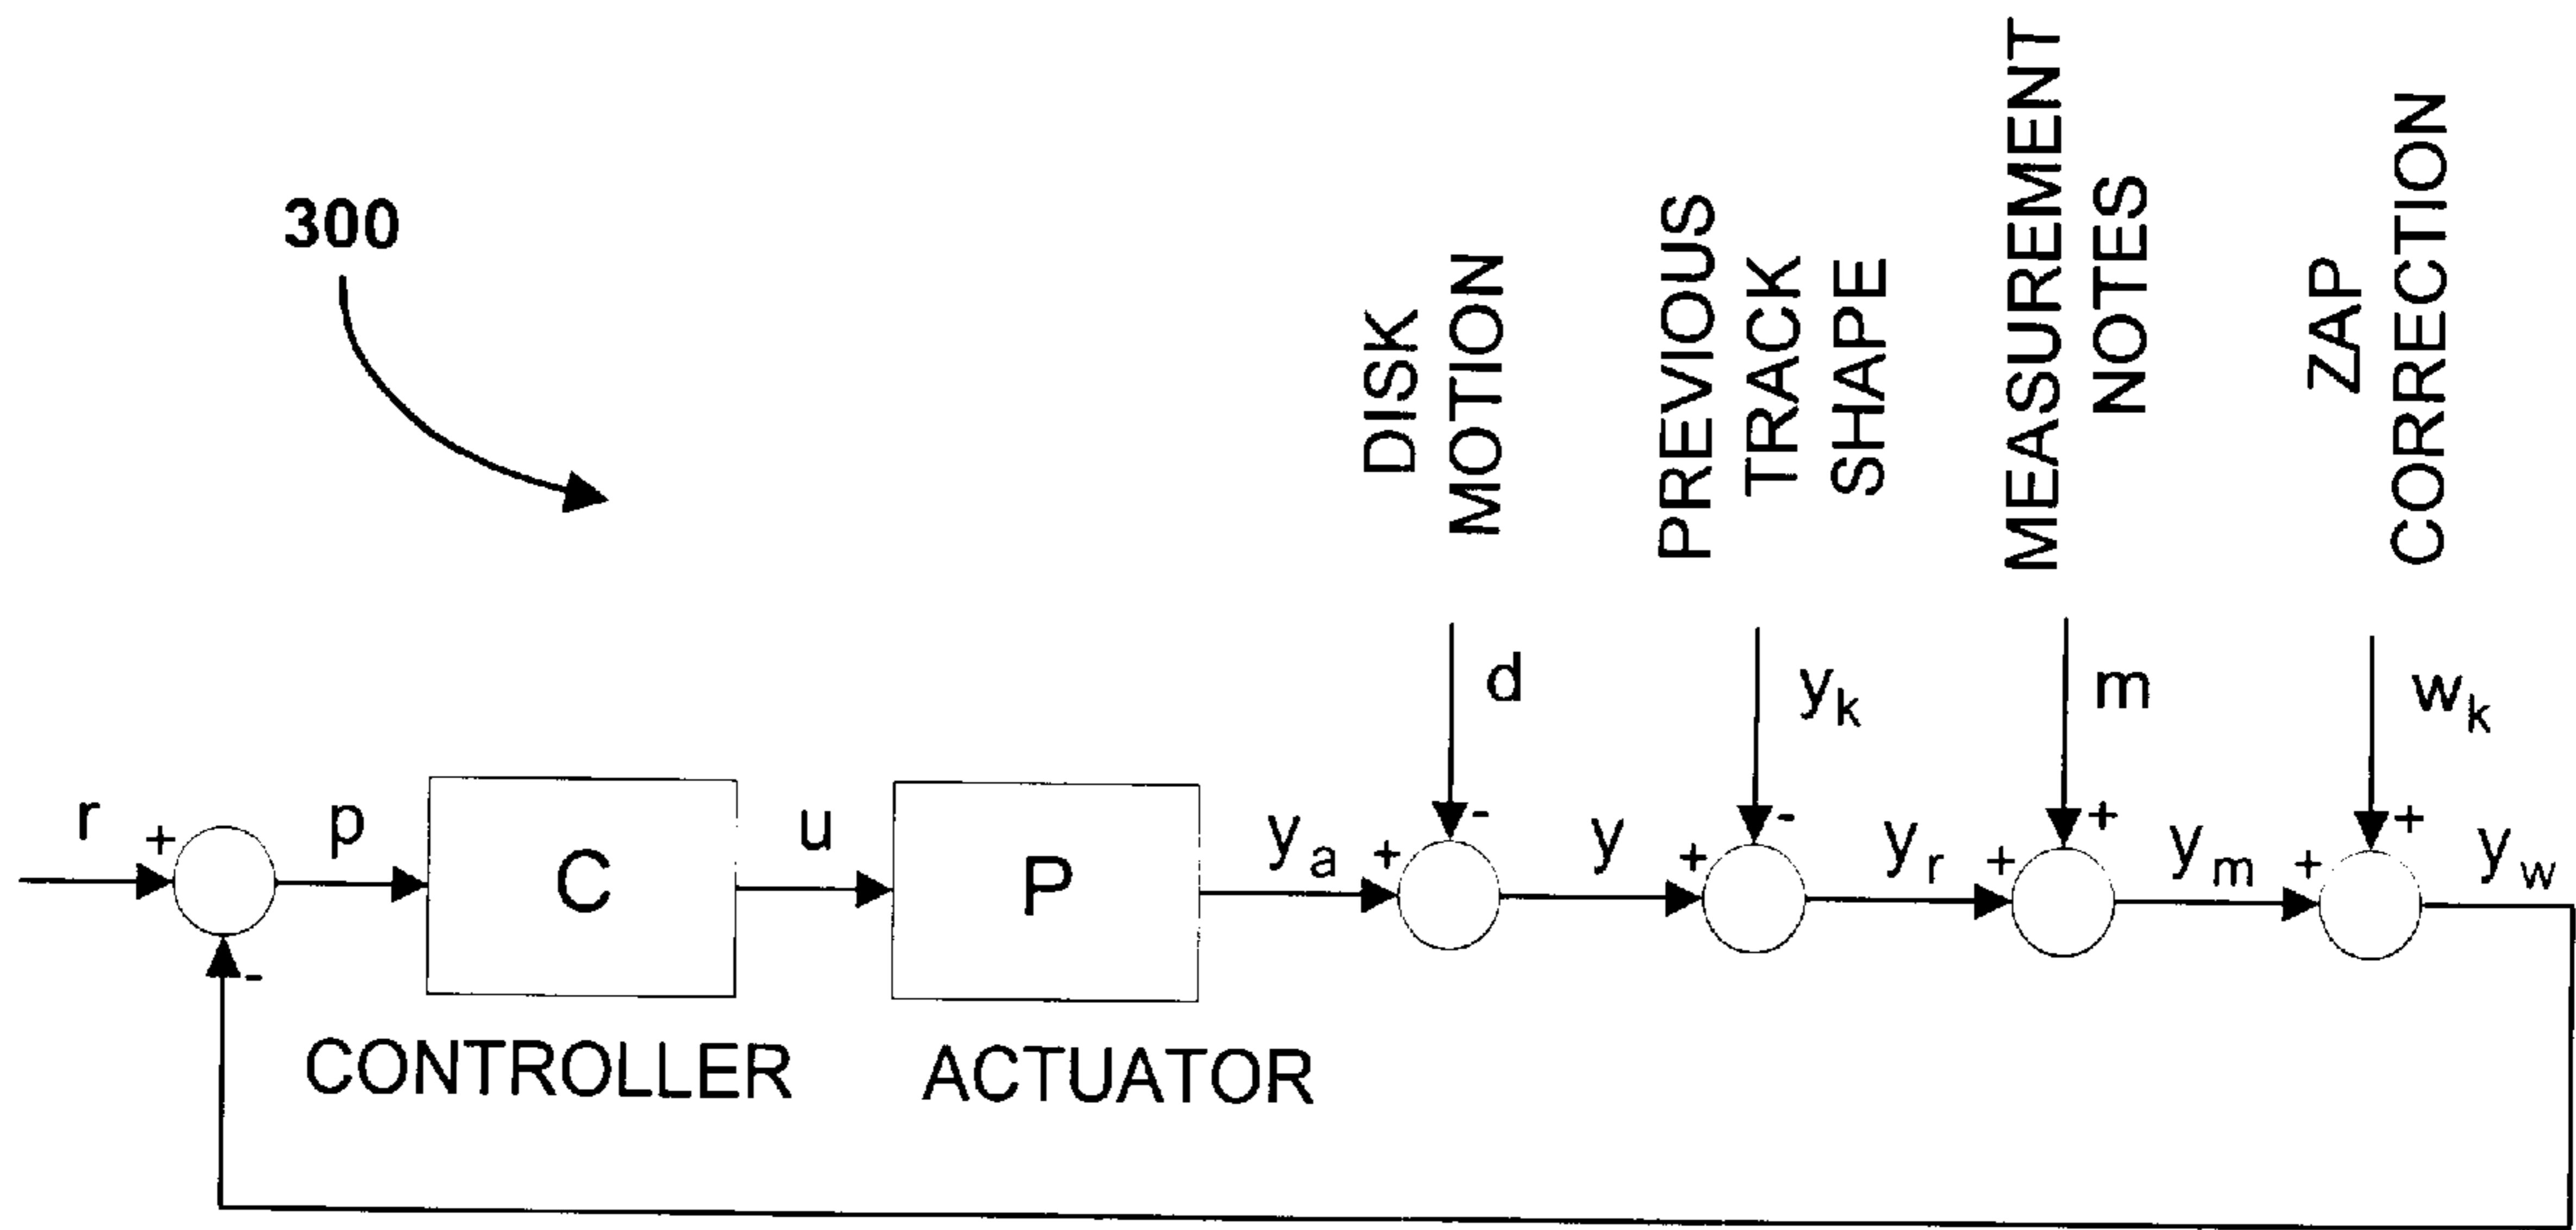 300
DISK
MOTION
PREVIOUS
TRACK
SHAPE
MEASUREMENT
NOTES
ZAP
CORRECTION
d
yk
m
wk
r
+
-
p
C
u
P
ya
+
-
y
+
-
yr
+
+
ym
+
+
yw
CONTROLLER
ACTUATOR